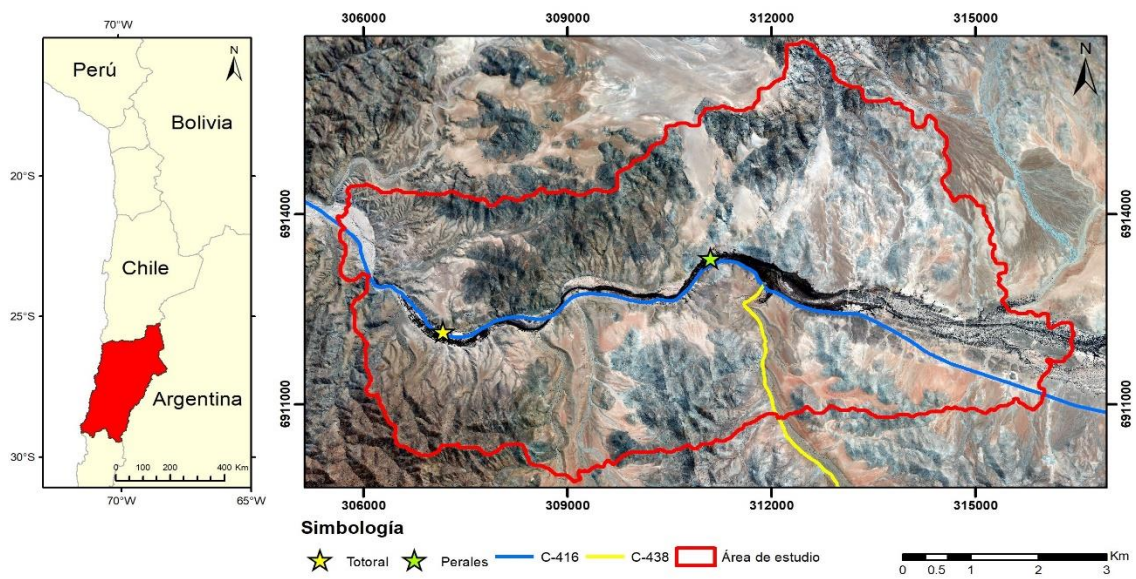 70°W
N
Perú
Bolivia
20°S
Chile
25°S
Argentina
30°S
0 100 200 400 Km
70°W
65°W
306000 309000 312000 315000
N
6914000
6914000
6911000
6911000
306000 309000 312000 315000
Simbología
Totoral Perales C-416 C-438 Área de estudio
Km
0 0.5 1 2 3